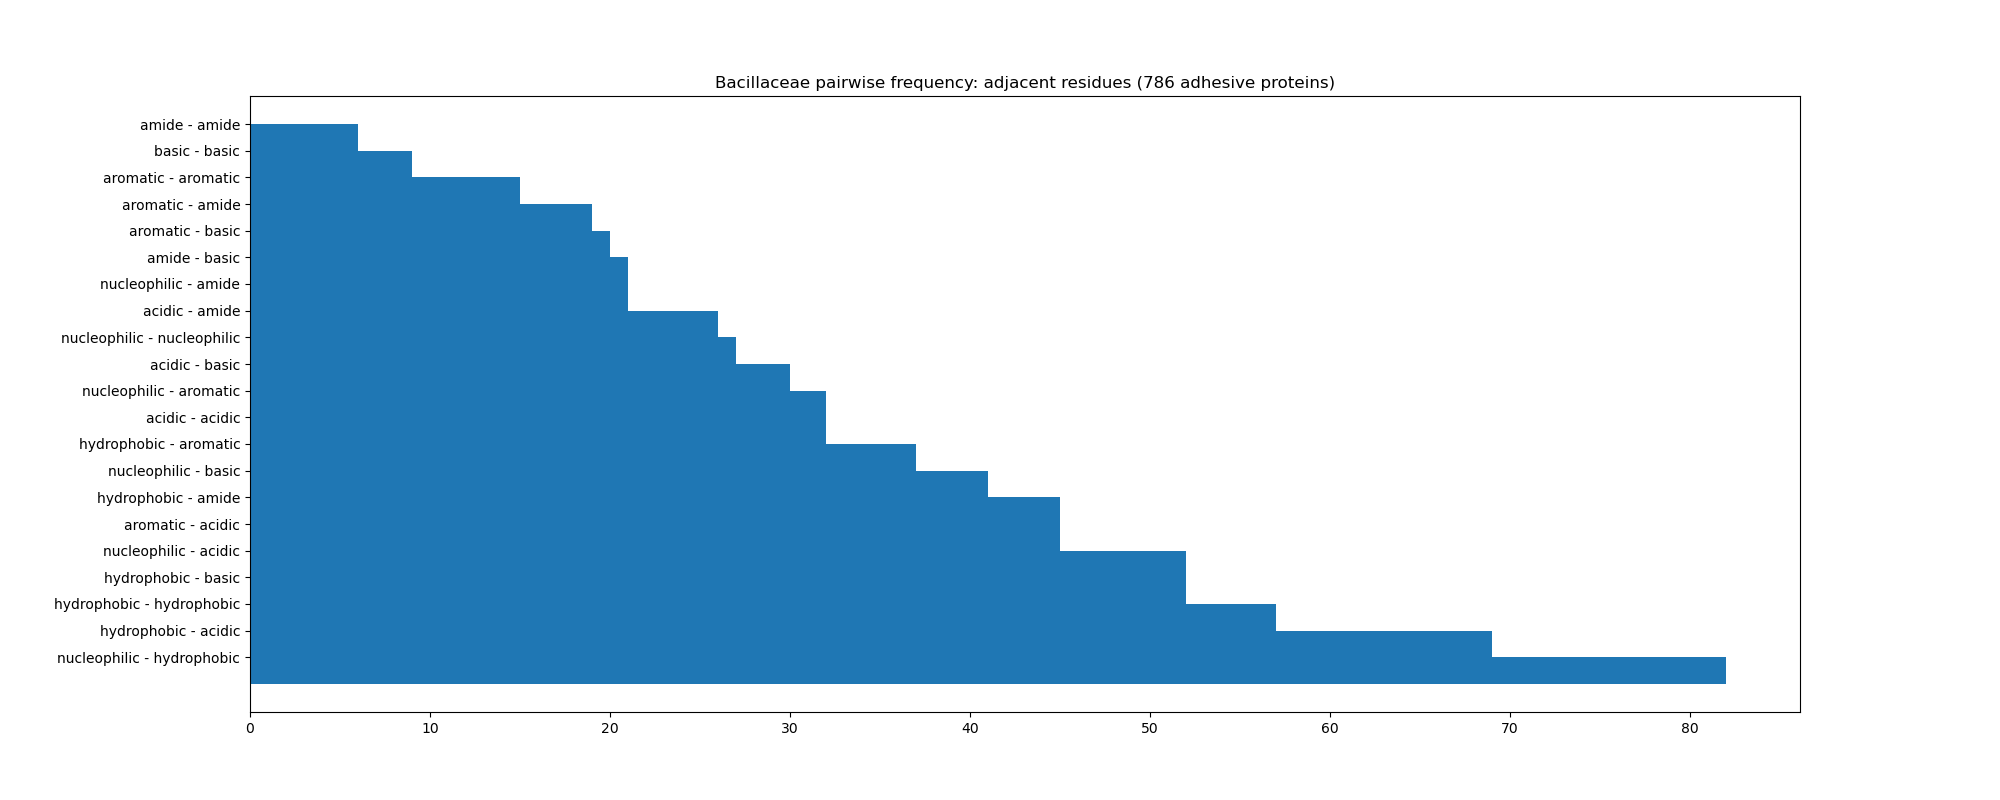 Bacillaceae pairwise frequency: adjacent residues (786 adhesive proteins)
amide - amide
basic - basic
aromatic - aromatic
aromatic - amide
aromatic - basic
amide - basic
nucleophilic - amide
acidic - amide
nucleophilic - nucleophilic
acidic - basic
nucleophilic - aromatic
acidic - acidic
hydrophobic - aromatic
nucleophilic - basic
hydrophobic - amide
aromatic - acidic
nucleophilic - acidic
hydrophobic - basic
hydrophobic - hydrophobic
hydrophobic - acidic
nucleophilic - hydrophobic
0 10 20 30 40 50 60 70 80